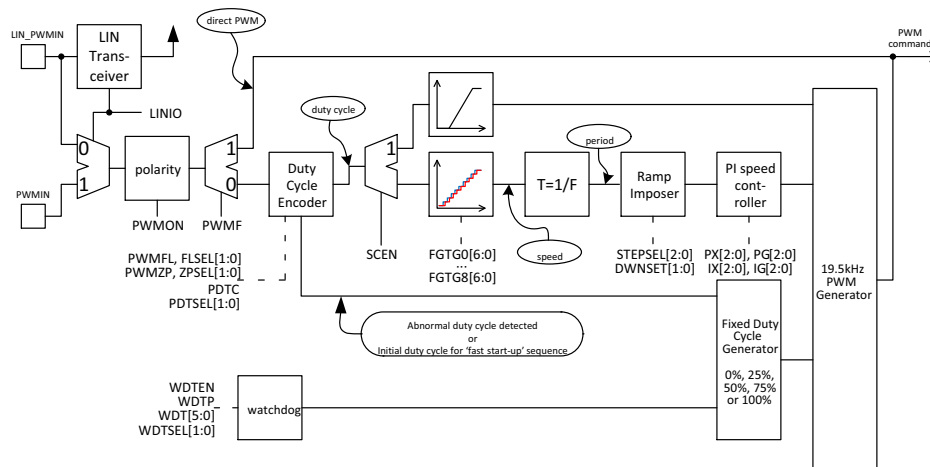 direct PWM
LIN_PWMIN
LIN
Trans-
ceiver
PWM
command
LINIO
duty cycle
0
1
polarity
1
0
Duty
Cycle
Encoder
1
0
period
T=1/F
Ramp
Imposer
PI speed
cont-
roller
PWMIN
PWMON
PWMF
SCEN
speed
PWMFL, FLSEL[1:0]
PWMZP, ZPSEL[1:0]
PDTC
PDTSEL[1:0]
FGTG0[6:0]
...
FGTG8[6:0]
STEPSEL[2:0]
DWNSET[1:0]
PX[2:0], PG[2:0]
IX[2:0], IG[2:0]
19.5kHz
PWM
Generator
Abnormal duty cycle detected
or
Initial duty cycle for 'fast start-up' sequence
Fixed Duty
Cycle
Generator
0%, 25%,
50%, 75%
or 100%
WDTEN
WDTP
WDT[5:0]
WDTSEL[1:0]
watchdog